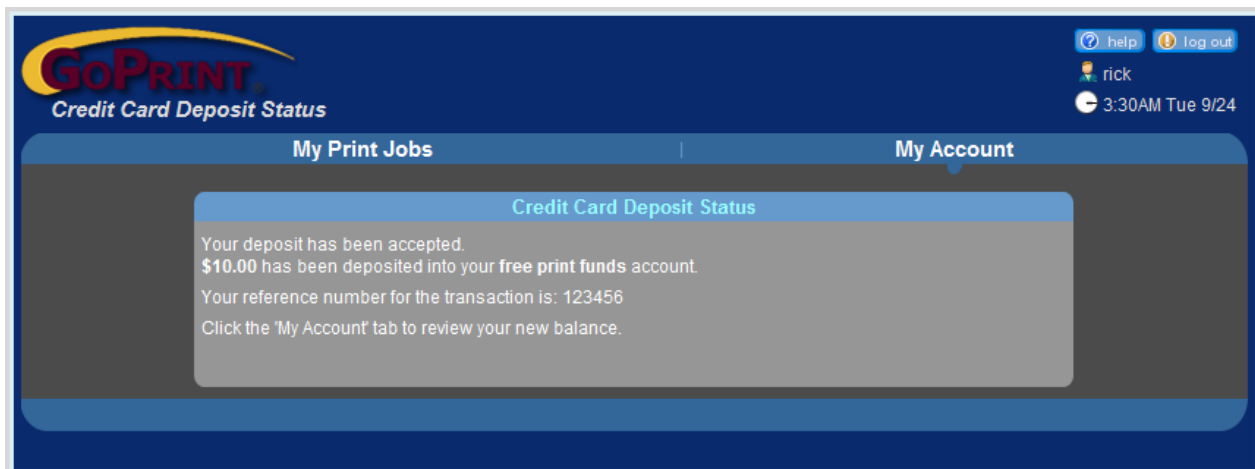 GOPRINT®
Credit Card Deposit Status
help
log out
rick
3:30AM Tue 9/24
My Print Jobs | My Account
Credit Card Deposit Status
Your deposit has been accepted.
$10.00 has been deposited into your free print funds account.
Your reference number for the transaction is: 123456
Click the 'My Account' tab to review your new balance.